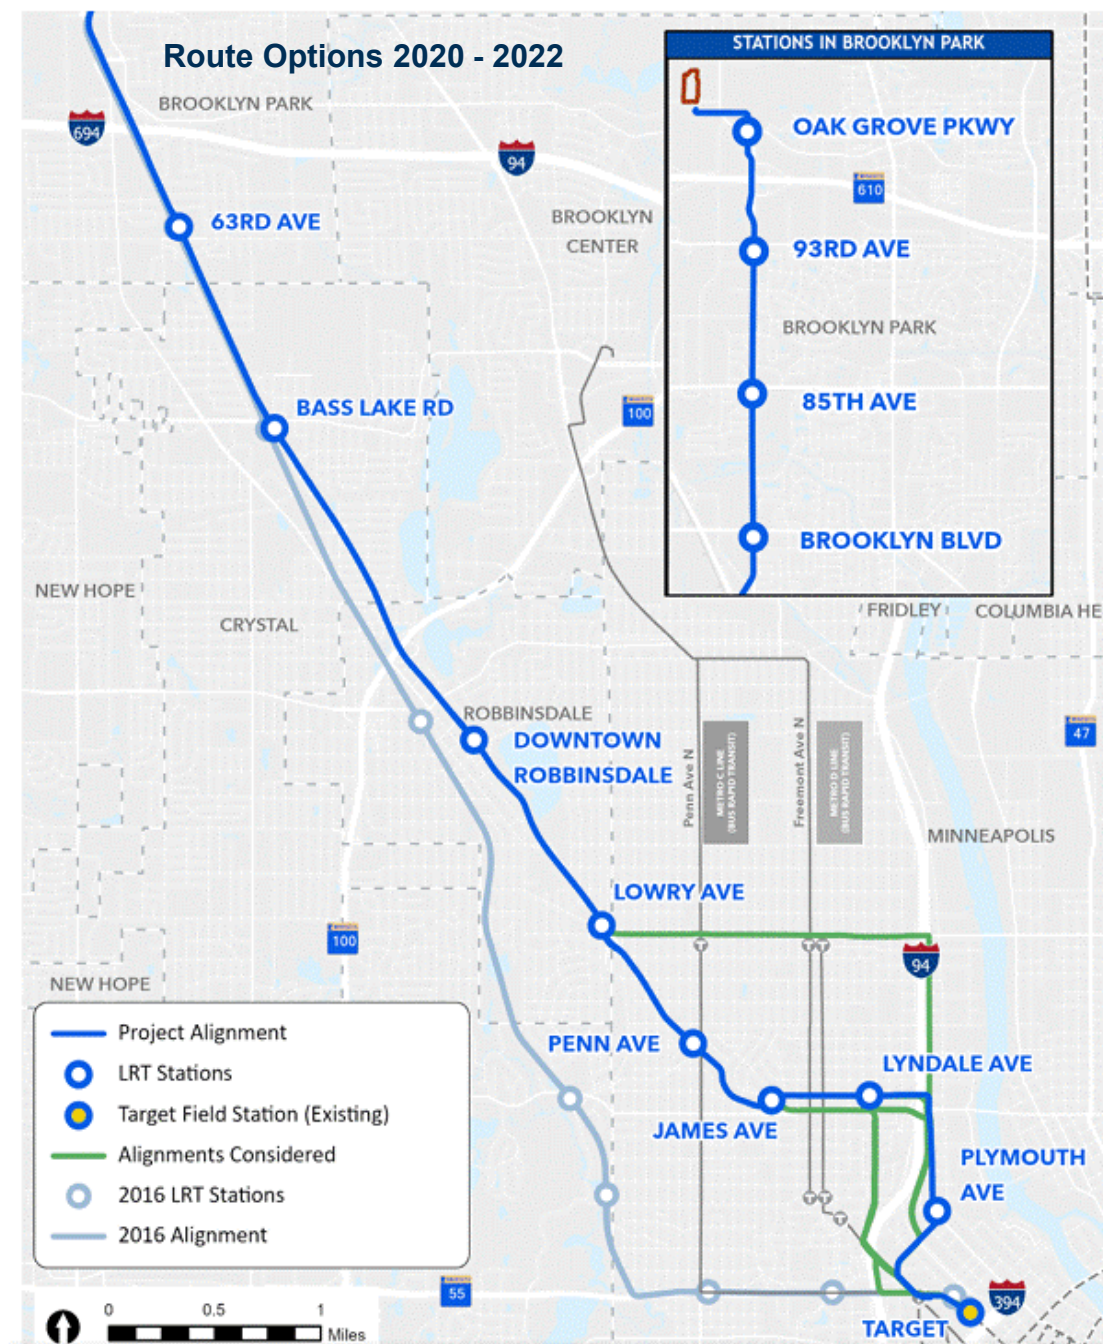 Route Options 2020 - 2022
STATIONS IN BROOKLYN PARK
BROOKLYN PARK
694
94
OAK GROVE PKWY
610
63RD AVE
BROOKLYN
CENTER
93RD AVE
BROOKLYN PARK
BASS LAKE RD
100
85TH AVE
BROOKLYN BLVD
NEW HOPE
CRYSTAL
FRIDLEY
COLUMBIA HE
ROBBINSDALE
DOWNTOWN
ROBBINSDALE
Penn Ave N
METRO C LINE
(BUS RAPID TRANSIT)
Freemont Ave N
METRO D LINE
(BUS RAPID TRANSIT)
47
MINNEAPOLIS
LOWRY AVE
100
94
NEW HOPE
PENN AVE
LYNDALE AVE
JAMES AVE
PLYMOUTH
AVE
Project Alignment
LRT Stations
Target Field Station (Existing)
Alignments Considered
2016 LRT Stations
2016 Alignment
55
394
TARGET
0 0.5 1
Miles